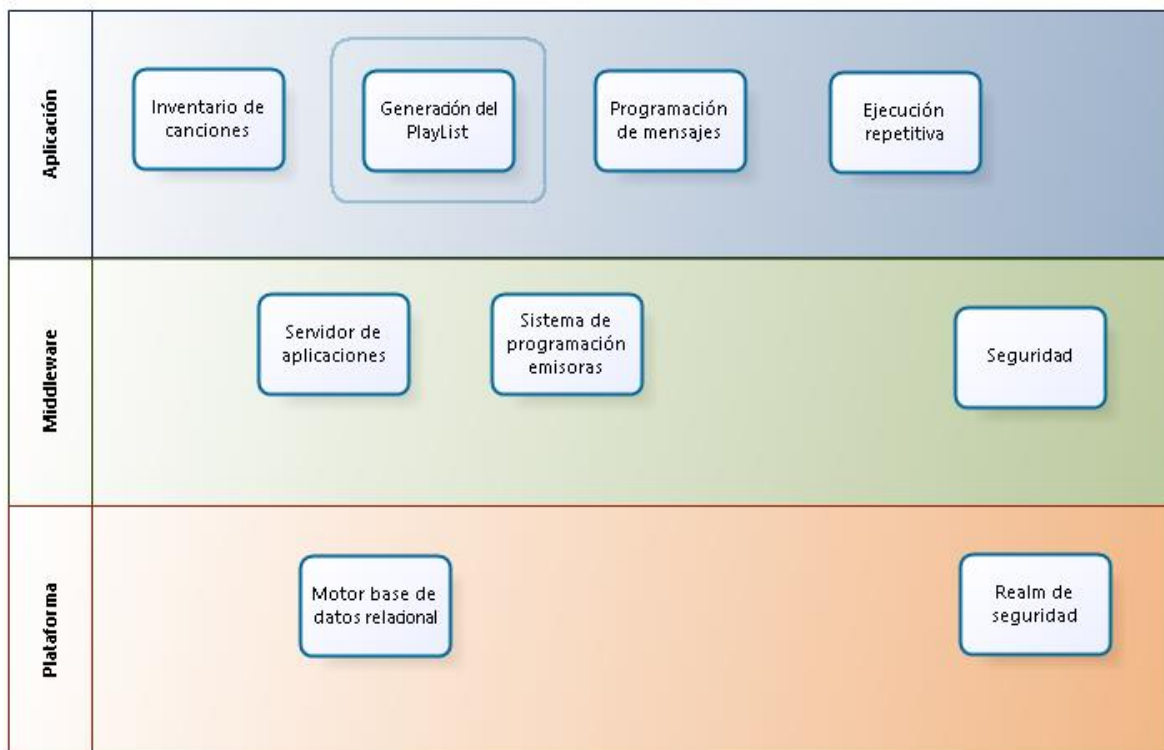 Aplicación
Inventario de
canciones
Generación del
PlayList
Programación
de mensajes
Ejecución
repetitiva
Middleware
Servidor de
aplicaciones
Sistema de
programación
emisoras
Seguridad
Plataforma
Motor base de
datos relacional
Realm de
seguridad